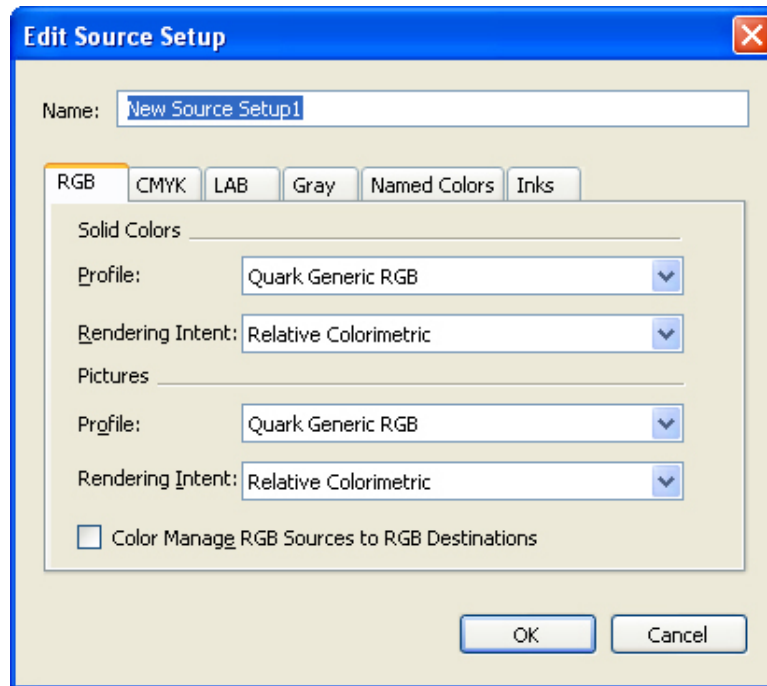 Edit Source Setup
Name: New Source Setup1
RGB CMYK LAB Gray Named Colors Inks
Solid Colors
Profile: Quark Generic RGB
Rendering Intent: Relative Colorimetric
Pictures
Profile: Quark Generic RGB
Rendering Intent: Relative Colorimetric
Color Manage RGB Sources to RGB Destinations
OK Cancel